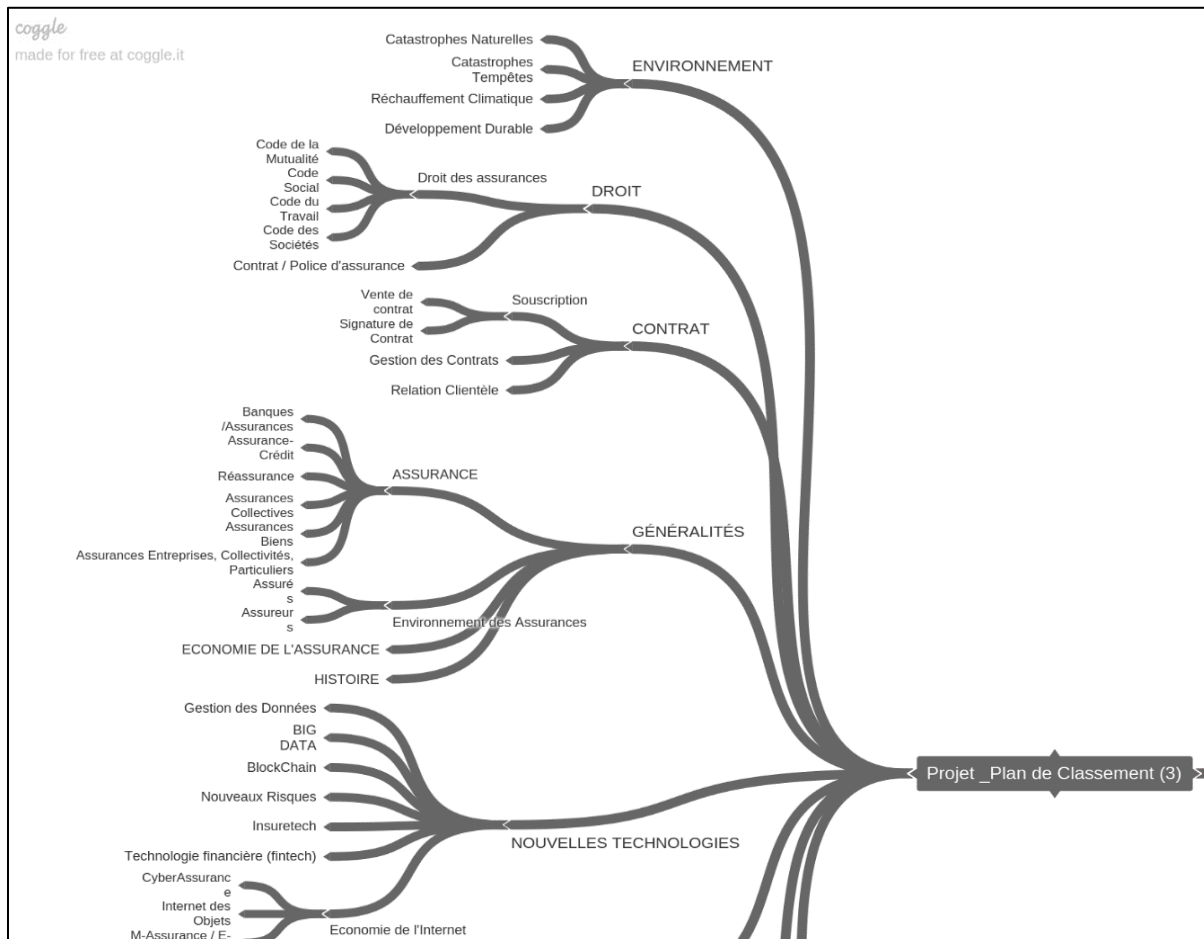 coggle
made for free at coggle.it
Catastrophes Naturelles
Catastrophes
Tempêtes
Réchauffement Climatique
Développement Durable
ENVIRONNEMENT
Code de la
Mutualité
Code
Social
Code du
Travail
Code des
Sociétés
Droit des assurances
Contrat / Police d'assurance
DROIT
Vente de
contrat
Signature de
Contrat
Souscription
Gestion des Contrats
Relation Clientèle
CONTRAT
Banques
/Assurances
Assurance-
Crédit
Réassurance
Assurances
Collectives
Assurances
Biens
Assurances Entreprises, Collectivités,
Particuliers
ASSURANCE
Assuré
s
Assureur
s
Environnement des Assurances
ECONOMIE DE L'ASSURANCE
HISTOIRE
GÉNÉRALITÉS
Gestion des Données
BIG
DATA
BlockChain
Nouveaux Risques
Insuretech
Technologie financière (fintech)
CyberAssuranc
e
Internet des
Objets
M-Assurance / E-
Economie de l'Internet
NOUVELLES TECHNOLOGIES
Projet _Plan de Classement (3)